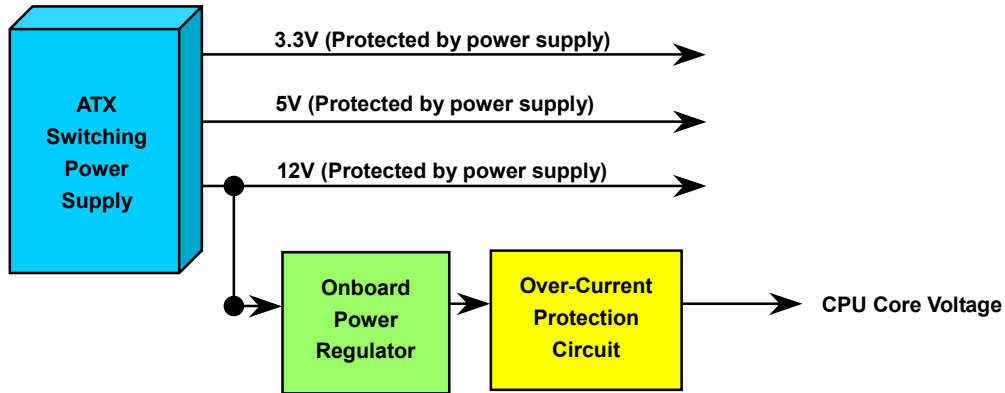 3.3V (Protected by power supply)
ATX
Switching
Power
Supply
5V (Protected by power supply)
12V (Protected by power supply)
Onboard
Power
Regulator
Over-Current
Protection
Circuit
CPU Core Voltage